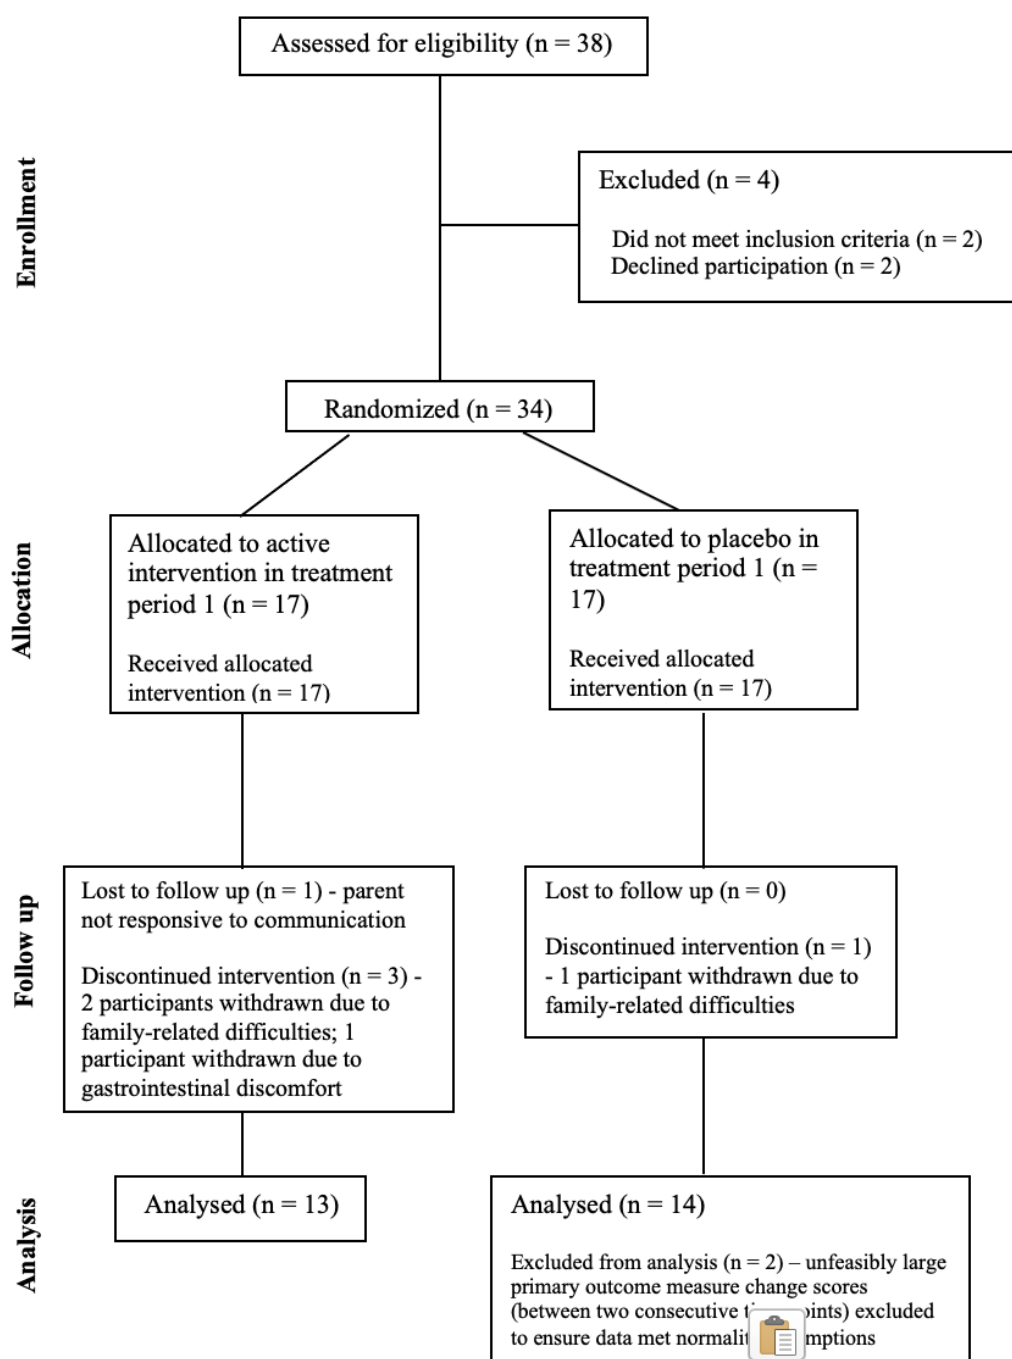 Assessed for eligibility (n = 38)
Enrollment
Excluded (n = 4)
Did not meet inclusion criteria (n = 2)
Declined participation (n = 2)
Randomized (n = 34)
Allocation
Allocated to active
intervention in treatment
period 1 (n = 17)
Received allocated
intervention (n = 17)
Allocated to placebo in
treatment period 1 (n =
17)
Received allocated
intervention (n = 17)
Follow up
Lost to follow up (n = 1) - parent
not responsive to communication
Discontinued intervention (n = 3) -
2 participants withdrawn due to
family-related difficulties; 1
participant withdrawn due to
gastrointestinal discomfort
Lost to follow up (n = 0)
Discontinued intervention (n = 1)
- 1 participant withdrawn due to
family-related difficulties
Analysis
Analysed (n = 13)
Analysed (n = 14)
Excluded from analysis (n = 2) – unfeasibly large
primary outcome measure change scores
(between two consecutive excluded
to ensure data met